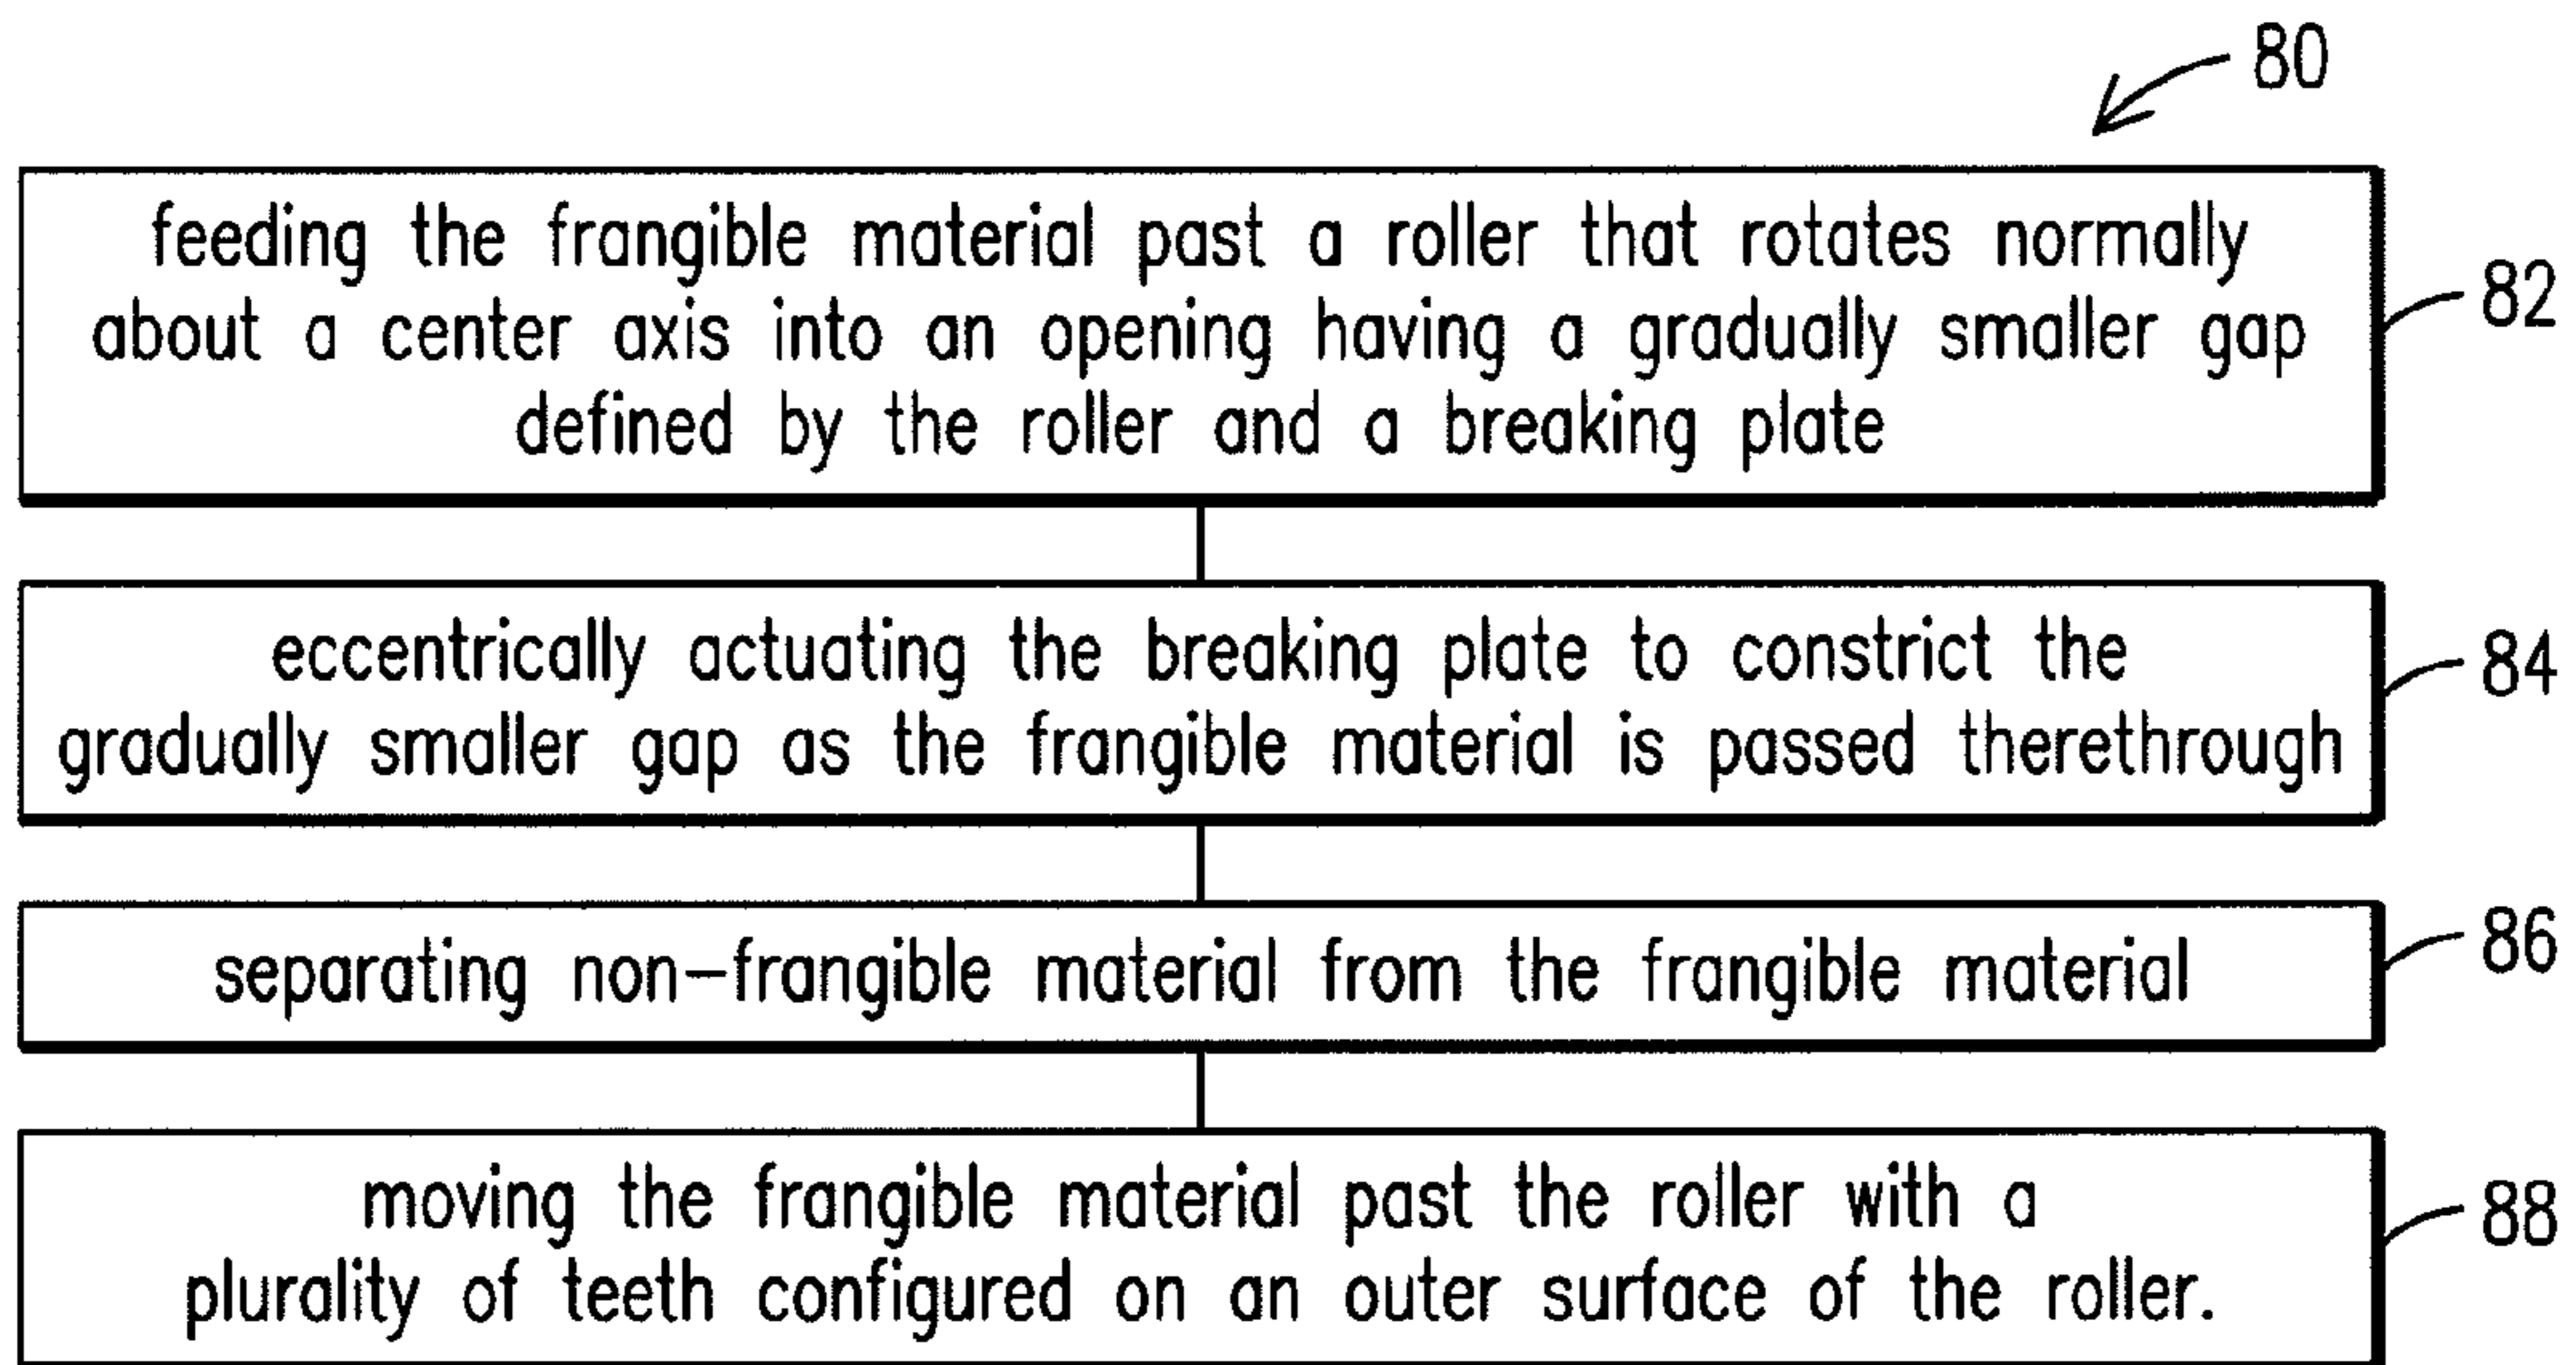 80
feeding the frangible material past a roller that rotates normally
about a center axis into an opening having a gradually smaller gap
defined by the roller and a breaking plate
82
eccentrically actuating the breaking plate to constrict the
gradually smaller gap as the frangible material is passed therethrough
84
separating non-frangible material from the frangible material
86
moving the frangible material past the roller with a
plurality of teeth configured on an outer surface of the roller.
88